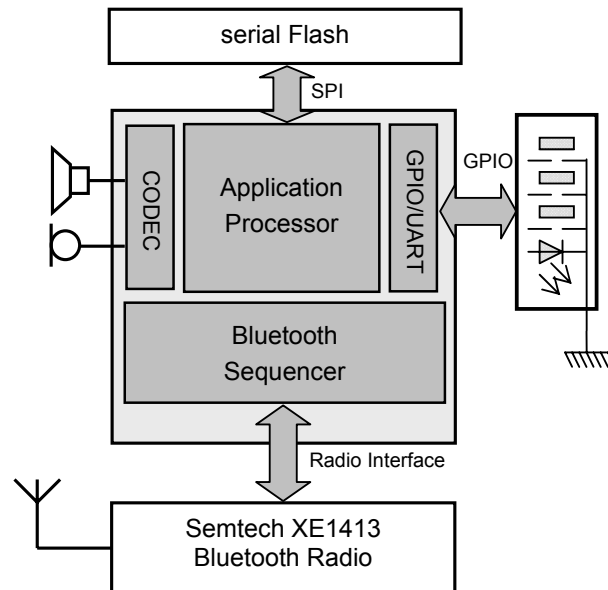 serial Flash
SPI
CODEC
Application
Processor
GPIO/UART
GPIO
Bluetooth
Sequencer
Radio Interface
Semtech XE1413
Bluetooth Radio